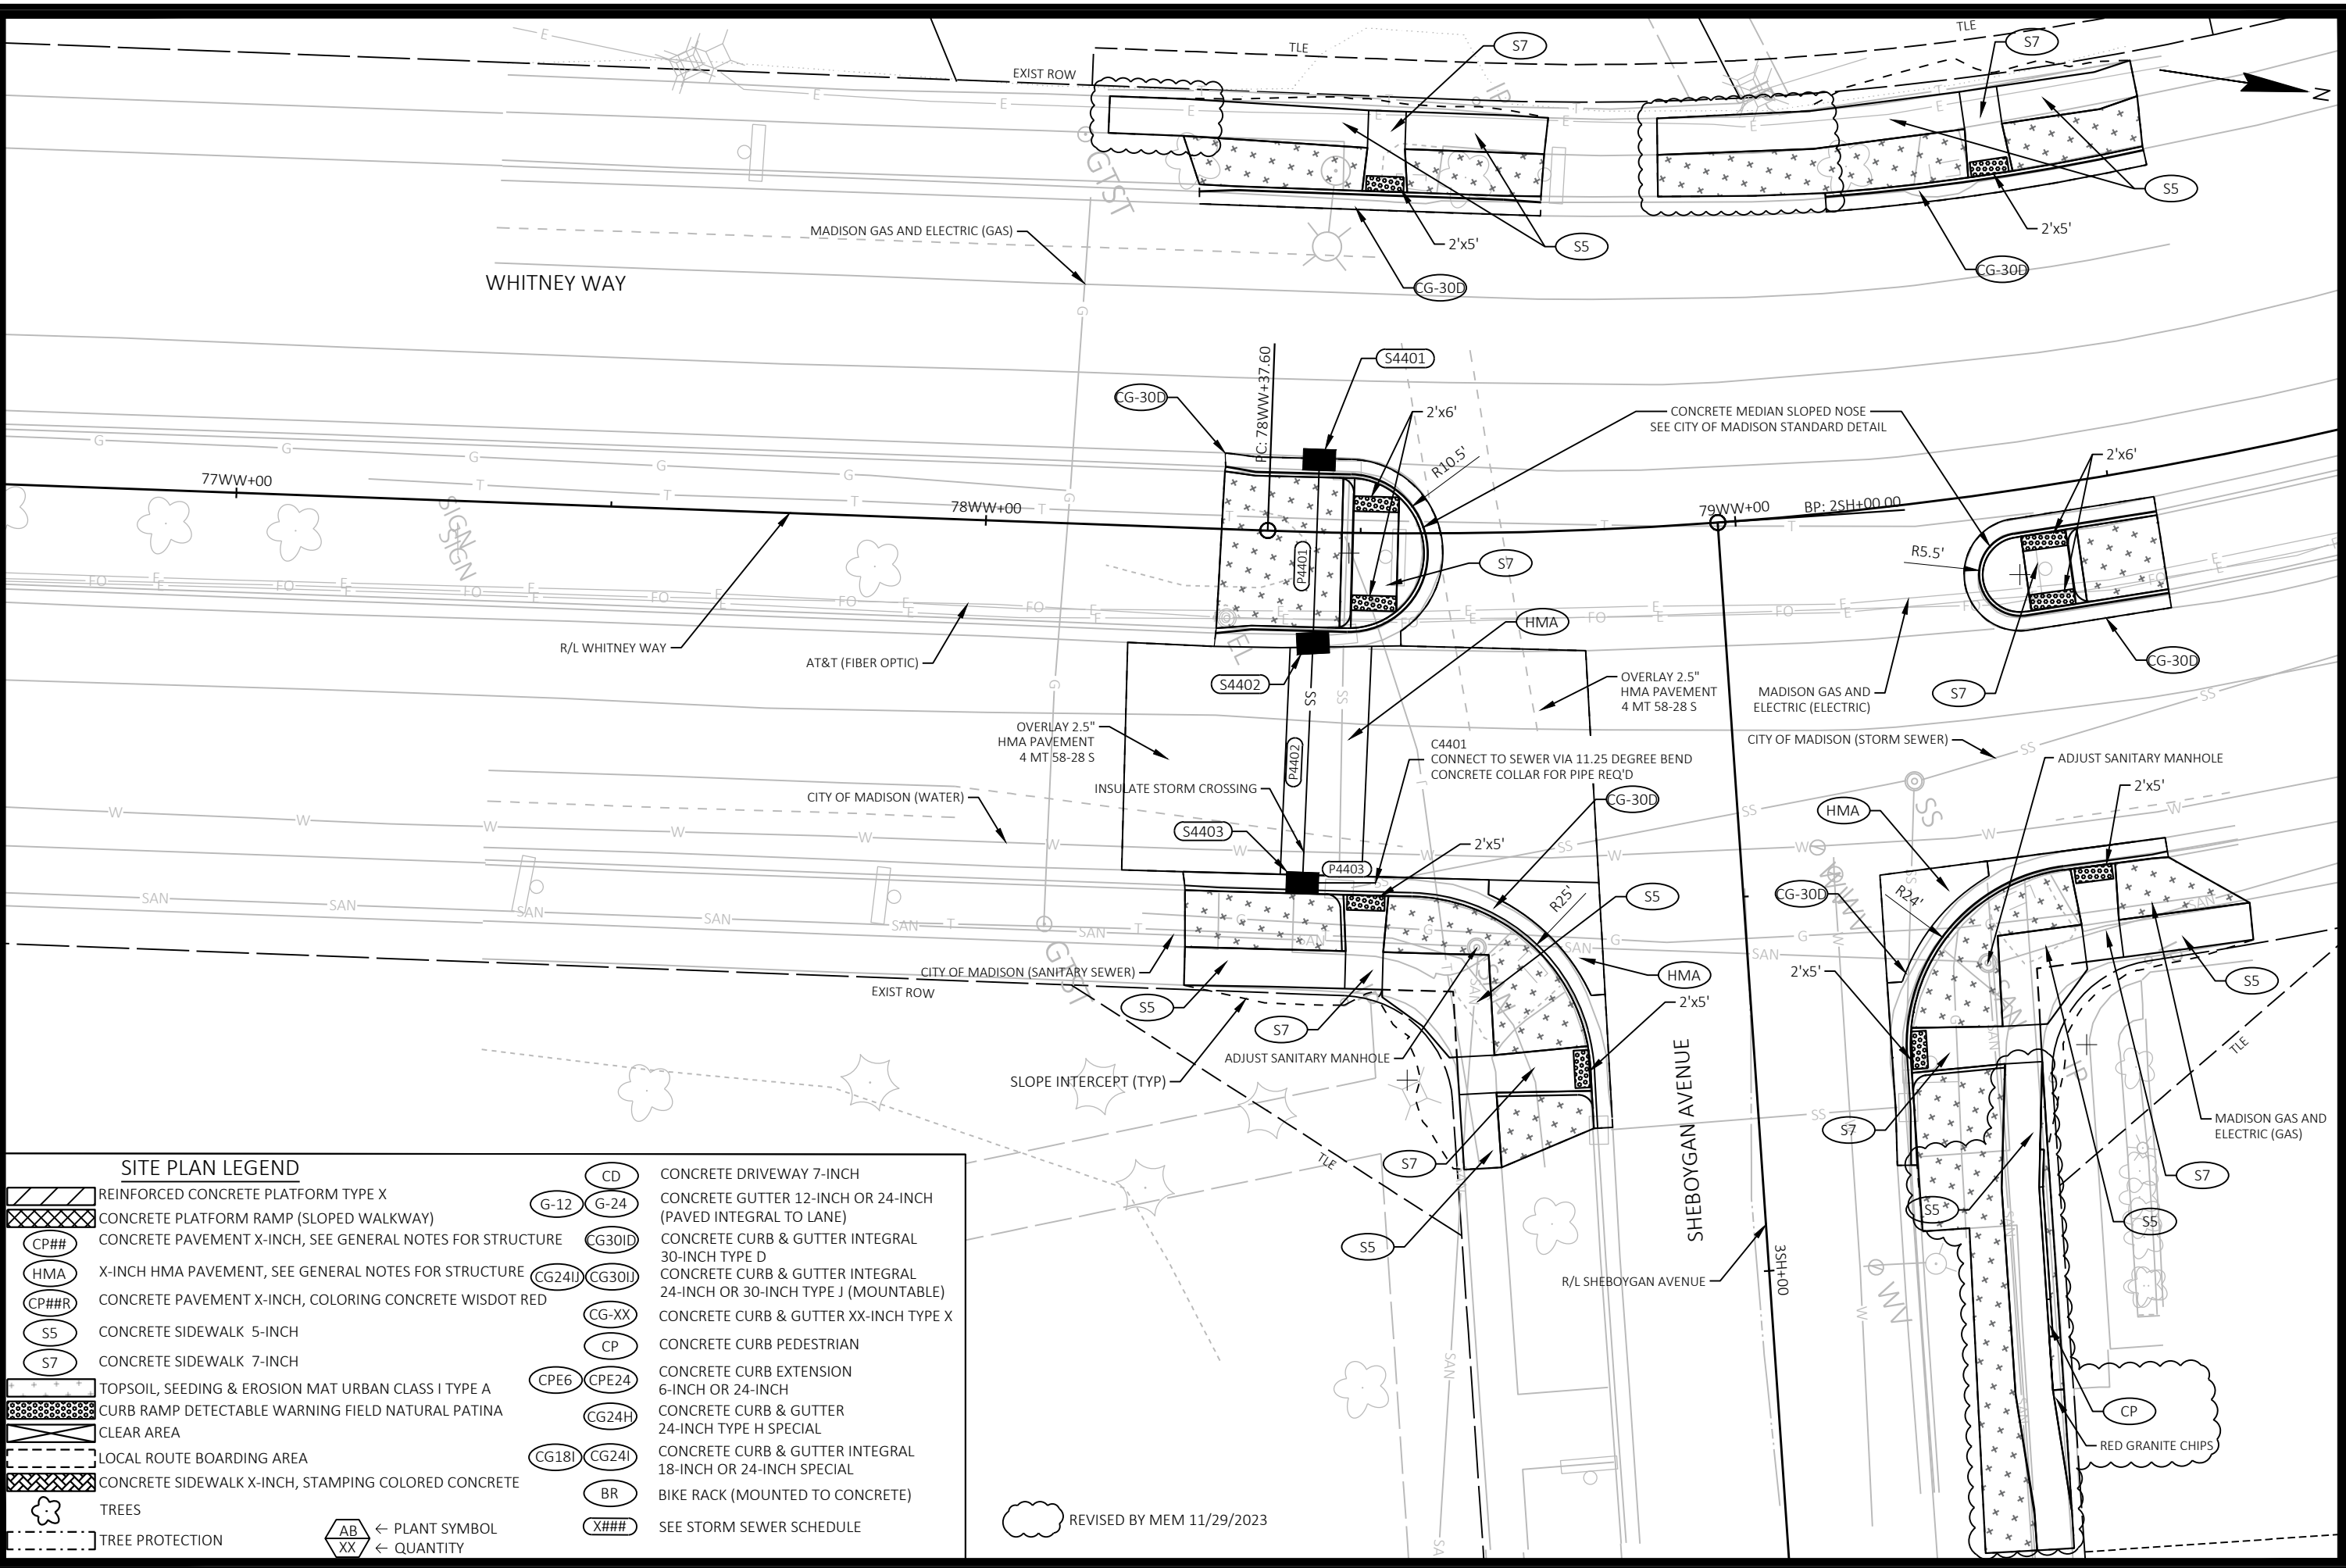 TLE
S7
TLE
S7
EXIST ROW
N
IP
GTST
S5
2'x5'
S5
2'x5'
MADISON GAS AND ELECTRIC (GAS)
WHITNEY WAY
CG-30D
CG-30D
PC: 78WW+37.60
S4401
CG-30D
2'x6'
CONCRETE MEDIAN SLOPED NOSE
SEE CITY OF MADISON STANDARD DETAIL
R10.5'
2'x6'
77WW+00
78WW+00
79WW+00
BP: 2SH+00.00
SIGN
SIGN
P4401
S7
R5.5'
HMA
R/L WHITNEY WAY
AT&T (FIBER OPTIC)
EL
S4402
SS
OVERLAY 2.5"
HMA PAVEMENT
4 MT 58-28 S
MADISON GAS AND
ELECTRIC (ELECTRIC)
S7
CG-30D
OVERLAY 2.5"
HMA PAVEMENT
4 MT 58-28 S
P4402
C4401
CONNECT TO SEWER VIA 11.25 DEGREE BEND
CONCRETE COLLAR FOR PIPE REQ'D
CITY OF MADISON (STORM SEWER)
ADJUST SANITARY MANHOLE
2'x5'
INSULATE STORM CROSSING
CITY OF MADISON (WATER)
CG-30D
HMA
SS
S4403
2'x5'
P4403
S5
R25'
CG-30D
R24'
CITY OF MADISON (SANITARY SEWER)
EXIST ROW
GTST
HMA
2'x5'
S5
S5
2'x5'
S7
ADJUST SANITARY MANHOLE
SLOPE INTERCEPT (TYP)
SHEBOYGAN AVENUE
SAN
IP
TLE
MADISON GAS AND
ELECTRIC (GAS)
S7
TLE
S7
S7
S5
S5
S5
R/L SHEBOYGAN AVENUE
3SH+00
WV
CP
RED GRANITE CHIPS
SITE PLAN LEGEND
REINFORCED CONCRETE PLATFORM TYPE X
CONCRETE PLATFORM RAMP (SLOPED WALKWAY)
CP## CONCRETE PAVEMENT X-INCH, SEE GENERAL NOTES FOR STRUCTURE
HMA X-INCH HMA PAVEMENT, SEE GENERAL NOTES FOR STRUCTURE
CP##R CONCRETE PAVEMENT X-INCH, COLORING CONCRETE WISDOT RED
S5 CONCRETE SIDEWALK 5-INCH
S7 CONCRETE SIDEWALK 7-INCH
TOPSOIL, SEEDING & EROSION MAT URBAN CLASS I TYPE A
CURB RAMP DETECTABLE WARNING FIELD NATURAL PATINA
CLEAR AREA
LOCAL ROUTE BOARDING AREA
CONCRETE SIDEWALK X-INCH, STAMPING COLORED CONCRETE
TREES
TREE PROTECTION
AB ← PLANT SYMBOL
XX ← QUANTITY
CD CONCRETE DRIVEWAY 7-INCH
G-12 G-24 CONCRETE GUTTER 12-INCH OR 24-INCH
(PAVED INTEGRAL TO LANE)
CG30ID CONCRETE CURB & GUTTER INTEGRAL
30-INCH TYPE D
CG24IJ CG30IJ CONCRETE CURB & GUTTER INTEGRAL
24-INCH OR 30-INCH TYPE J (MOUNTABLE)
CG-XX CONCRETE CURB & GUTTER XX-INCH TYPE X
CP CONCRETE CURB PEDESTRIAN
CPE6 CPE24 CONCRETE CURB EXTENSION
6-INCH OR 24-INCH
CG24H CONCRETE CURB & GUTTER
24-INCH TYPE H SPECIAL
CG18I CG24I CONCRETE CURB & GUTTER INTEGRAL
18-INCH OR 24-INCH SPECIAL
BR BIKE RACK (MOUNTED TO CONCRETE)
X### SEE STORM SEWER SCHEDULE
REVISED BY MEM 11/29/2023